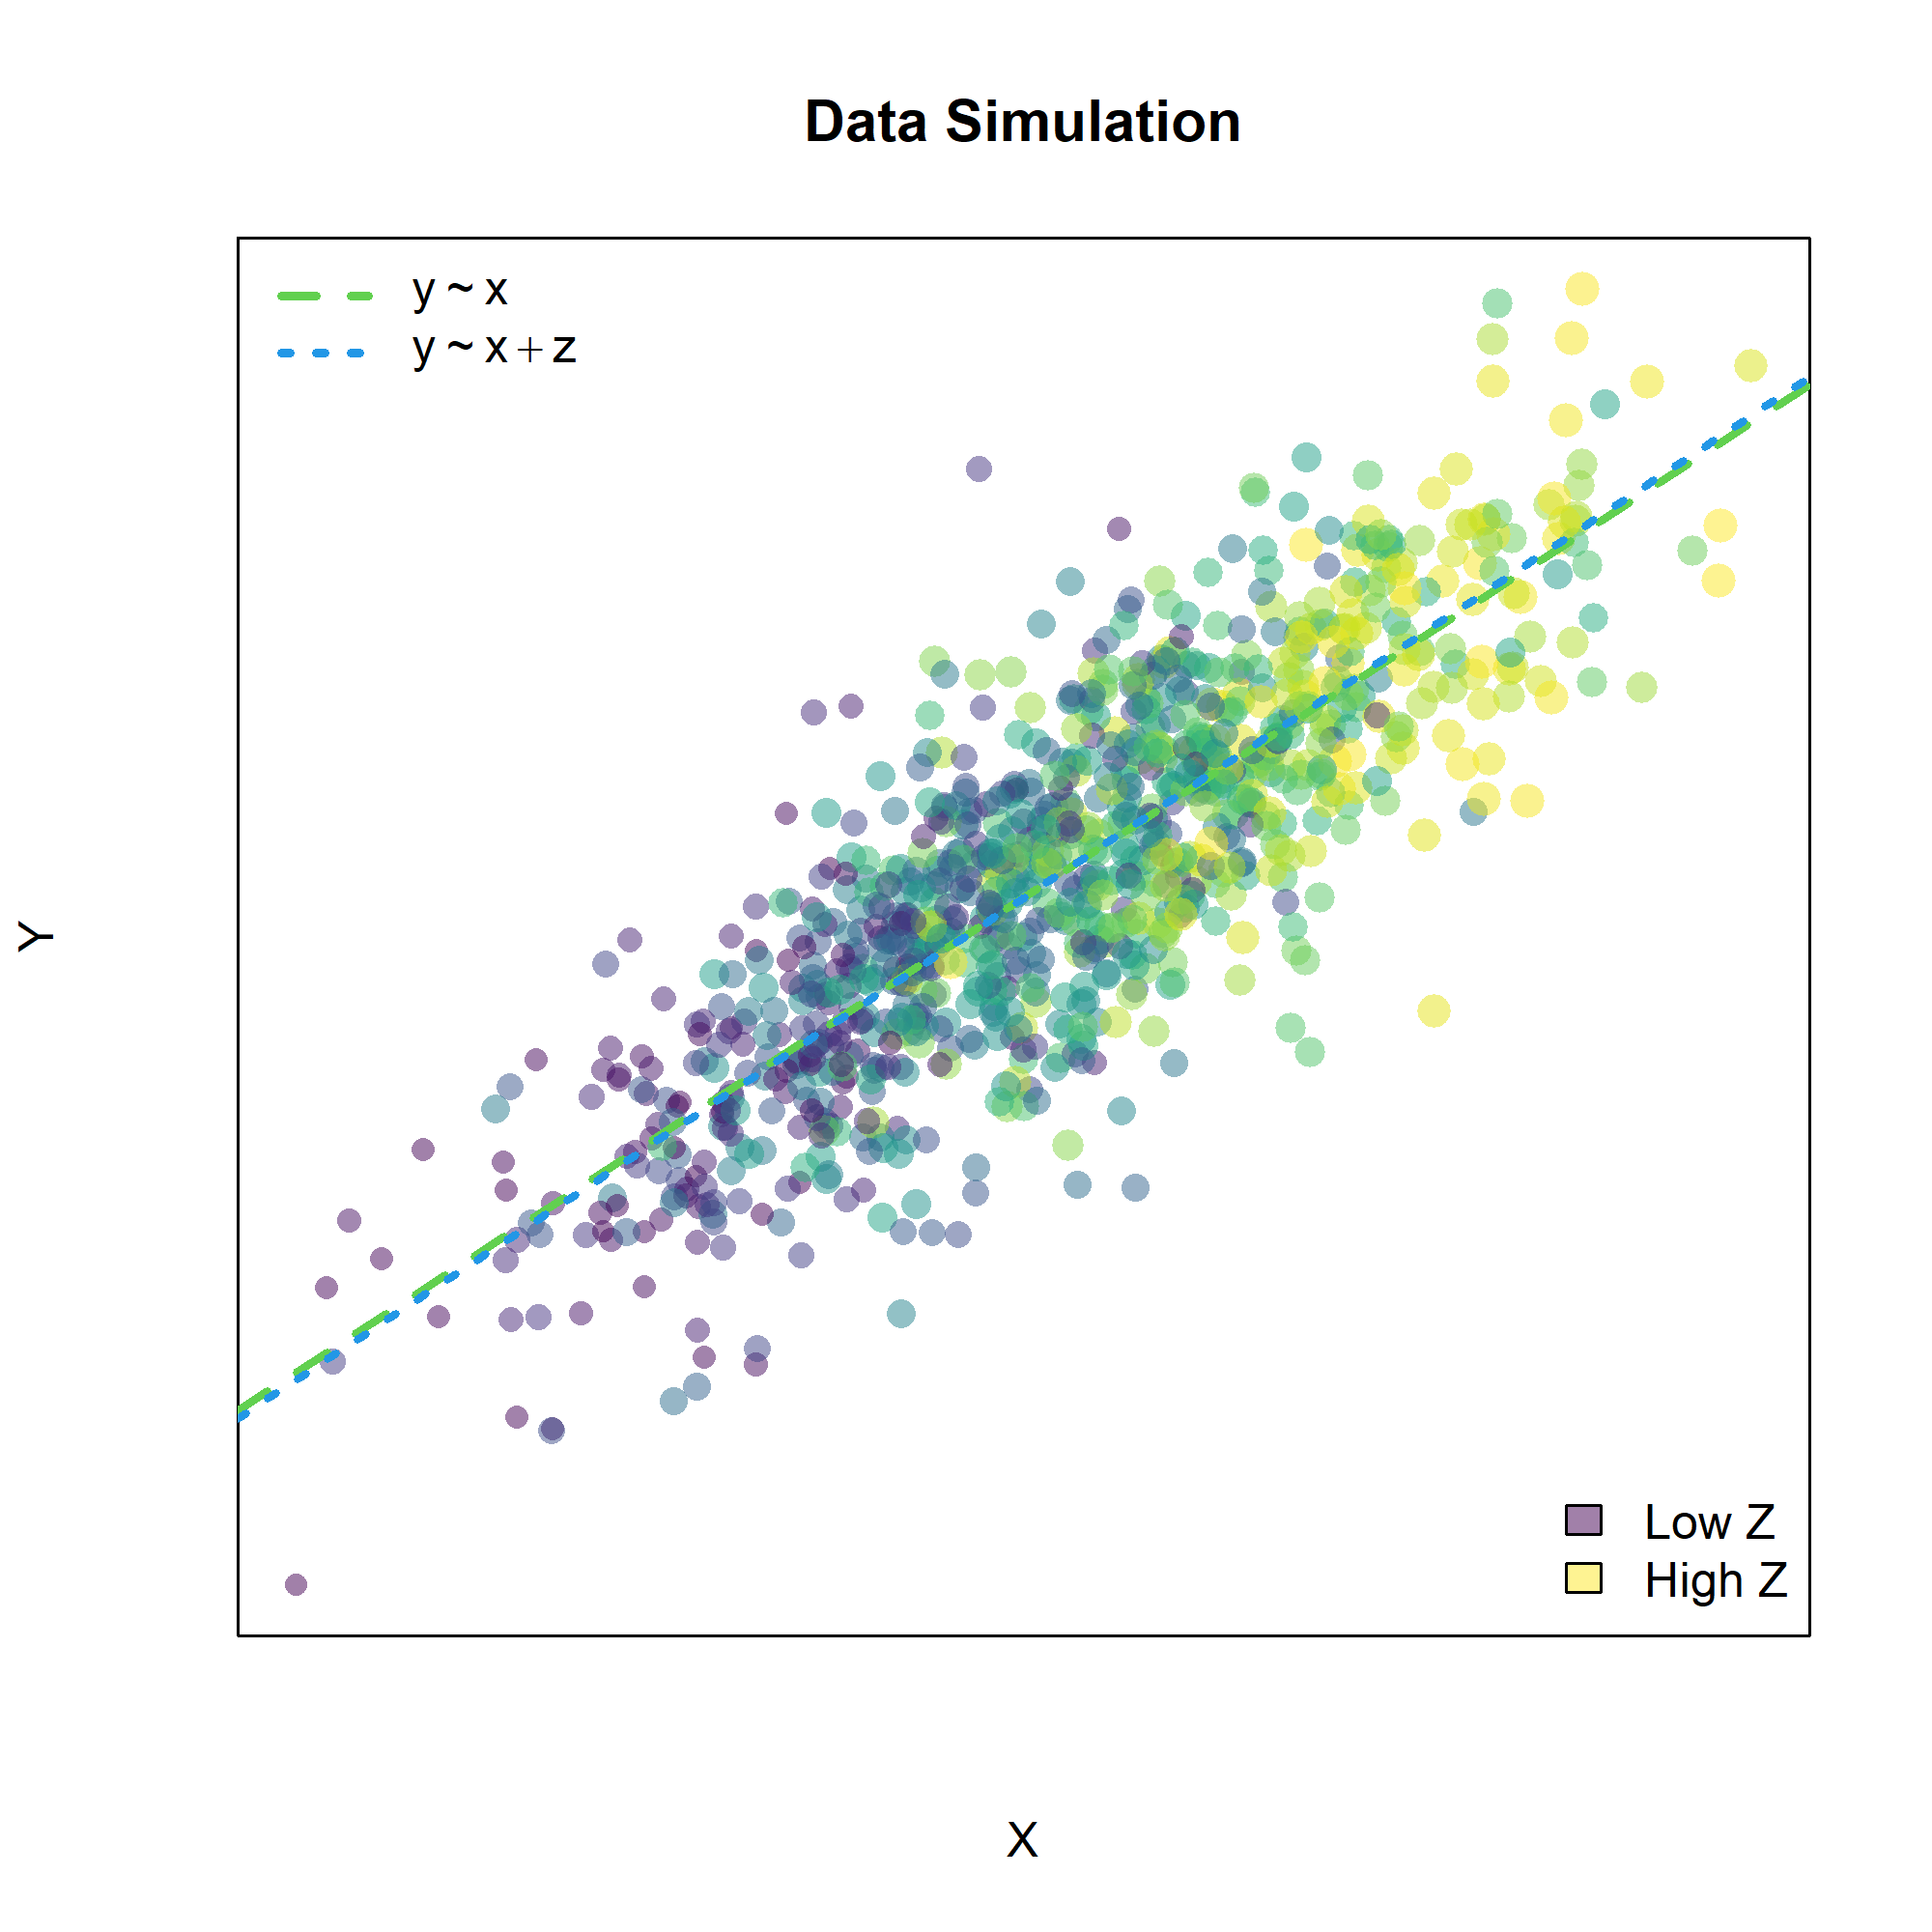 Data Simulation
y ~ x
y ~ x + z
Y
Low Z
High Z
X